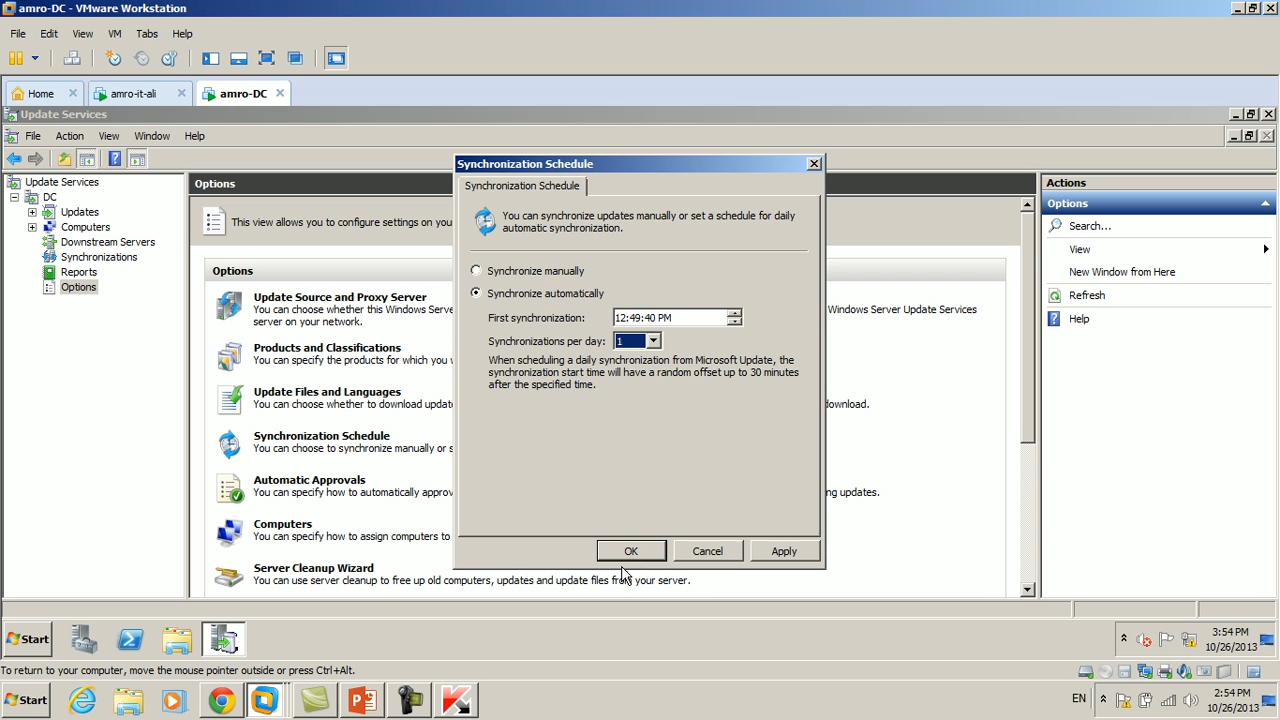 amro-DC - VMware Workstation
File Edit View VM Tabs Help
Home amro-it-ali amro-DC
Update Services
File Action View Window Help
Update Services
DC
Updates
Computers
Downstream Servers
Synchronizations
Reports
Options
Options
This view allows you to configure settings on you
Options
Update Source and Proxy Server
You can choose whether this Windows Serve
Windows Server Update Services
server on your network.
Products and Classifications
You can specify the products for which you
Update Files and Languages
You can choose whether to download updat
download.
Synchronization Schedule
You can choose to synchronize manually or s
Automatic Approvals
You can specify how to automatically approv
ng updates.
Computers
You can specify how to assign computers to
Server Cleanup Wizard
You can use server cleanup to free up old computers, updates and update files from your server.
Synchronization Schedule
Synchronization Schedule
You can synchronize updates manually or set a schedule for daily
automatic synchronization.
Synchronize manually
Synchronize automatically
First synchronization: 12:49:40 PM
Synchronizations per day: 1
When scheduling a daily synchronization from Microsoft Update, the
synchronization start time will have a random offset up to 30 minutes
after the specified time.
OK Cancel Apply
Actions
Options
Search...
View
New Window from Here
Refresh
Help
Start
3:54 PM
10/26/2013
To return to your computer, move the mouse pointer outside or press Ctrl+Alt.
Start
EN
2:54 PM
10/26/2013